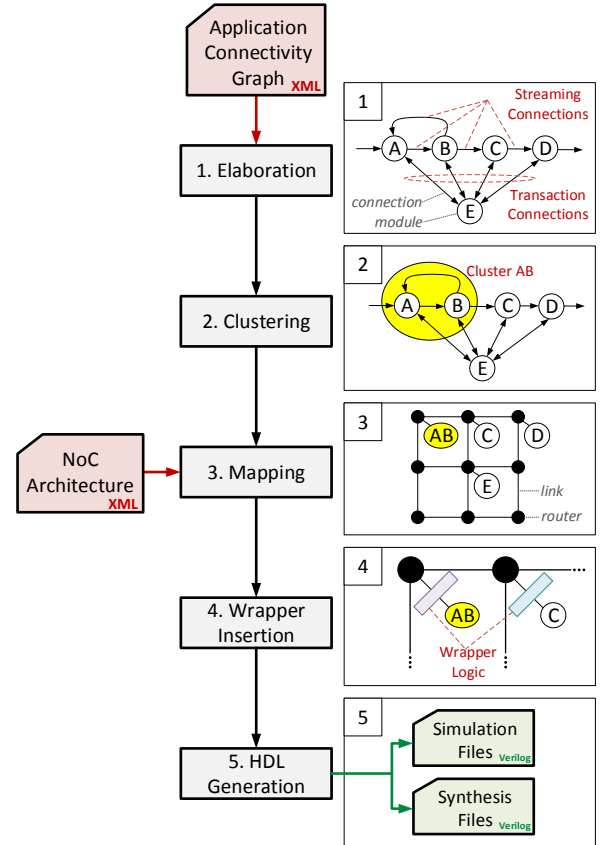 Application
Connectivity
Graph
XML
1. Elaboration
2. Clustering
NoC
Architecture
XML
3. Mapping
4. Wrapper
Insertion
5. HDL
Generation
1
Streaming
Connections
A
B
C
D
connection
module
E
Transaction
Connections
2
Cluster AB
A
B
C
D
E
3
AB
C
D
E
link
router
4
AB
C
Wrapper
Logic
5
Simulation
Files
Verilog
Synthesis
Files
Verilog